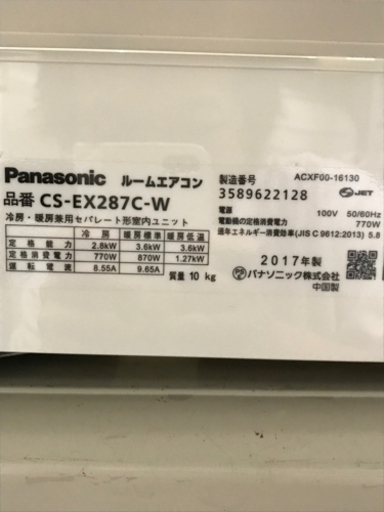 Panasonic ルームエアコン
品番 CS-EX287C-W
冷房・暖房兼用セパレート形室内ユニット
冷房 暖房標準 暖房低温
定格能力 2.8kW 3.6kW 3.6kW
定格消費電力 770W 870W 1.27kW
運転電流 8.55A 9.65A
質量 10 kg
製造番号 ACXF00-16130
3589622128 JET
電源 100V 50/60Hz
電動機の定格消費電力 770W
通年エネルギー消費効率(JIS C 9612:2013) 5.8
2017年製
PSE パナソニック株式会社
中国製